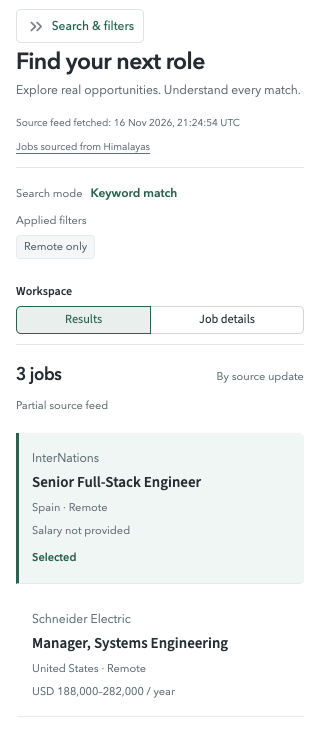 Search & filters
Find your next role
Explore real opportunities. Understand every match.
Source feed fetched: 16 Nov 2026, 21:24:54 UTC
Jobs sourced from Himalayas
Search mode Keyword match
Applied filters
Remote only
Workspace
Results Job details
3 jobs By source update
Partial source feed
InterNations
Senior Full-Stack Engineer
Spain · Remote
Salary not provided
Selected
Schneider Electric
Manager, Systems Engineering
United States · Remote
USD 188,000–282,000 / year